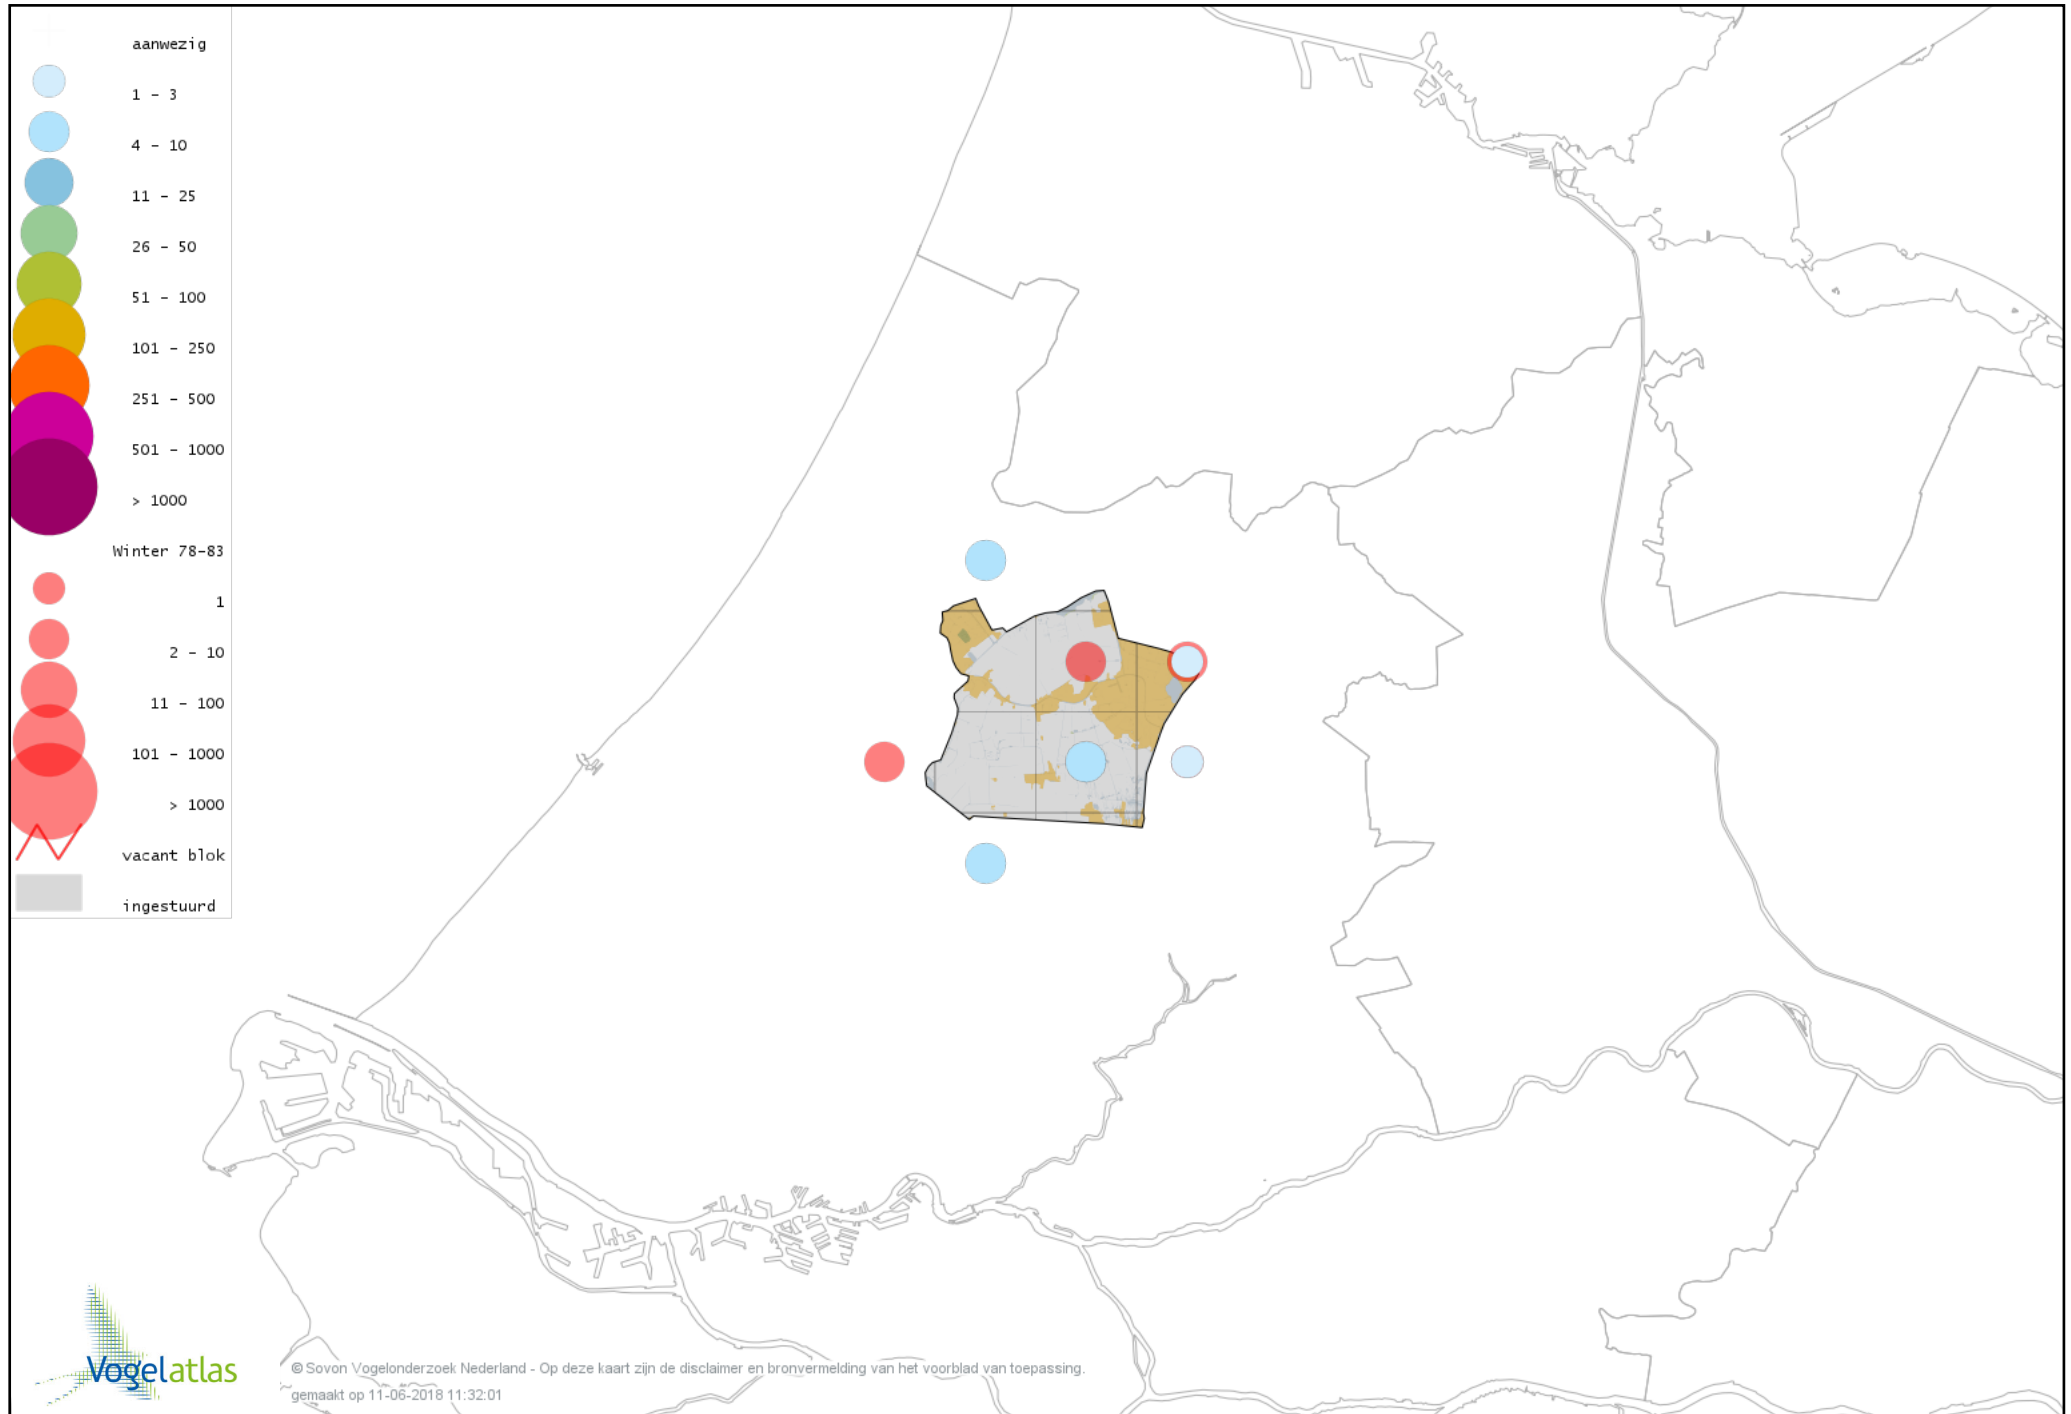 aanwezig
1 - 3
4 - 10
11 - 25
26 - 50
51 - 100
101 - 250
251 - 500
501 - 1000
> 1000
Winter 78-83
1
2 - 10
11 - 100
101 - 1000
> 1000
vacant blok
ingestuurd
Vogelatlas
© Sovon Vogelonderzoek Nederland - Op deze kaart zijn de disclaimer en bronvermelding van het voorblad van toepassing.
gemaakt op 11-06-2018 11:32:01